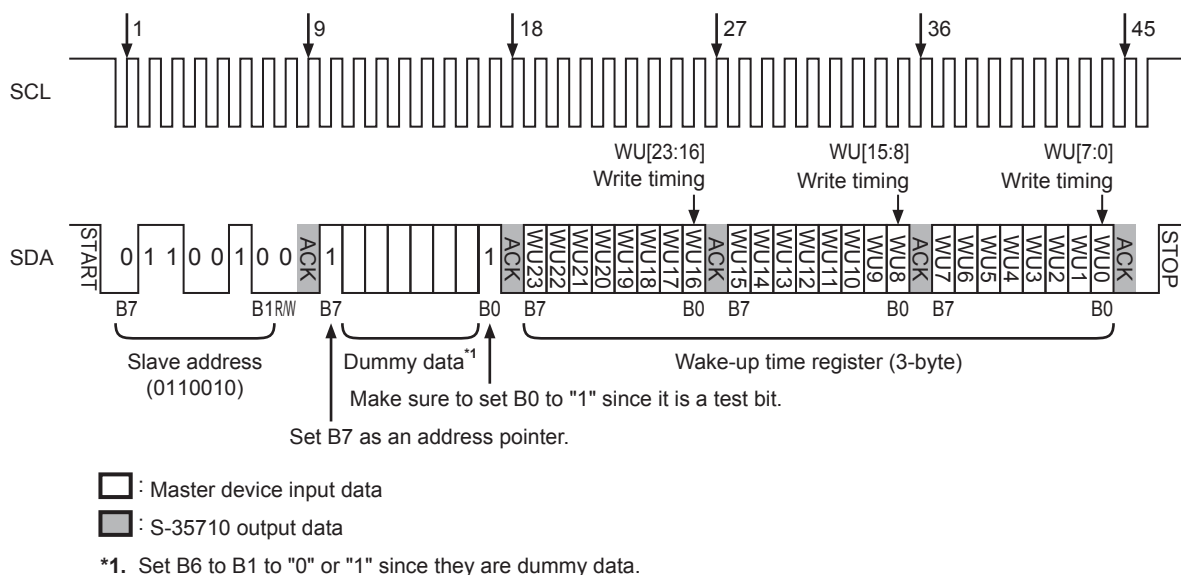 1 9 18 27 36 45
SCL
WU[23:16] WU[15:8] WU[7:0]
Write timing Write timing Write timing
SDA START 0 1 1 0 0 1 0 0 ACK 1 1 ACK WU23 WU22 WU21 WU20 WU19 WU18 WU17 WU16 ACK WU15 WU14 WU13 WU12 WU11 WU10 WU9 WU8 ACK WU7 WU6 WU5 WU4 WU3 WU2 WU1 WU0 ACK STOP
B7 B1 R/W B7 B0 B7 B0 B7 B0 B7 B0
Slave address Dummy data*1 Wake-up time register (3-byte)
(0110010)
Make sure to set B0 to "1" since it is a test bit.
Set B7 as an address pointer.
: Master device input data
: S-35710 output data
*1. Set B6 to B1 to "0" or "1" since they are dummy data.